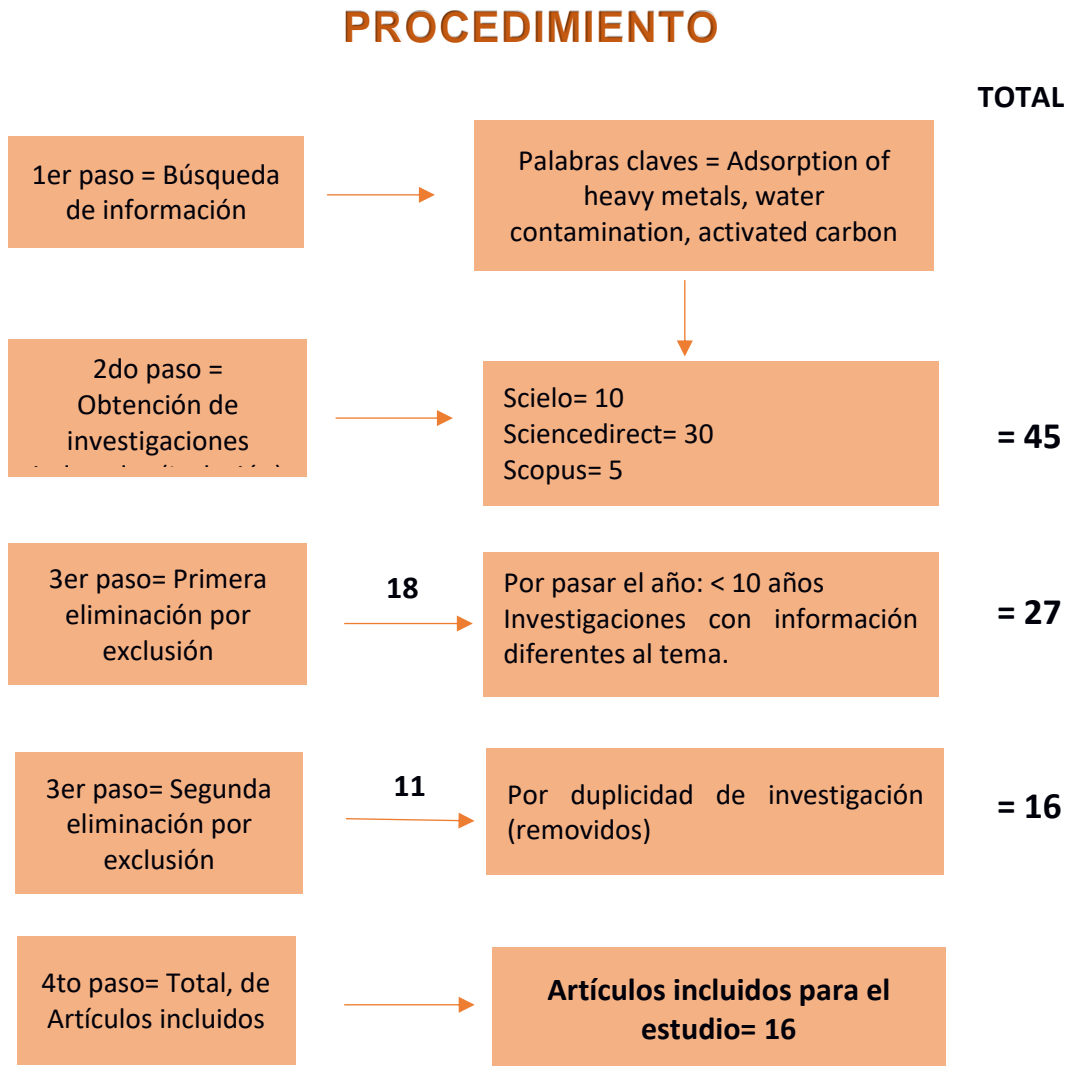 PROCEDIMIENTO
TOTAL
1er paso = Búsqueda
de información
Palabras claves = Adsorption of
heavy metals, water
contamination, activated carbon
2do paso =
Obtención de
investigaciones
Scielo= 10
Sciencedirect= 30
Scopus= 5
= 45
3er paso= Primera
eliminación por
exclusión
18
Por pasar el año: < 10 años
Investigaciones con información
diferentes al tema.
= 27
3er paso= Segunda
eliminación por
exclusión
11
Por duplicidad de investigación
(removidos)
= 16
4to paso= Total, de
Artículos incluidos
Artículos incluidos para el
estudio= 16